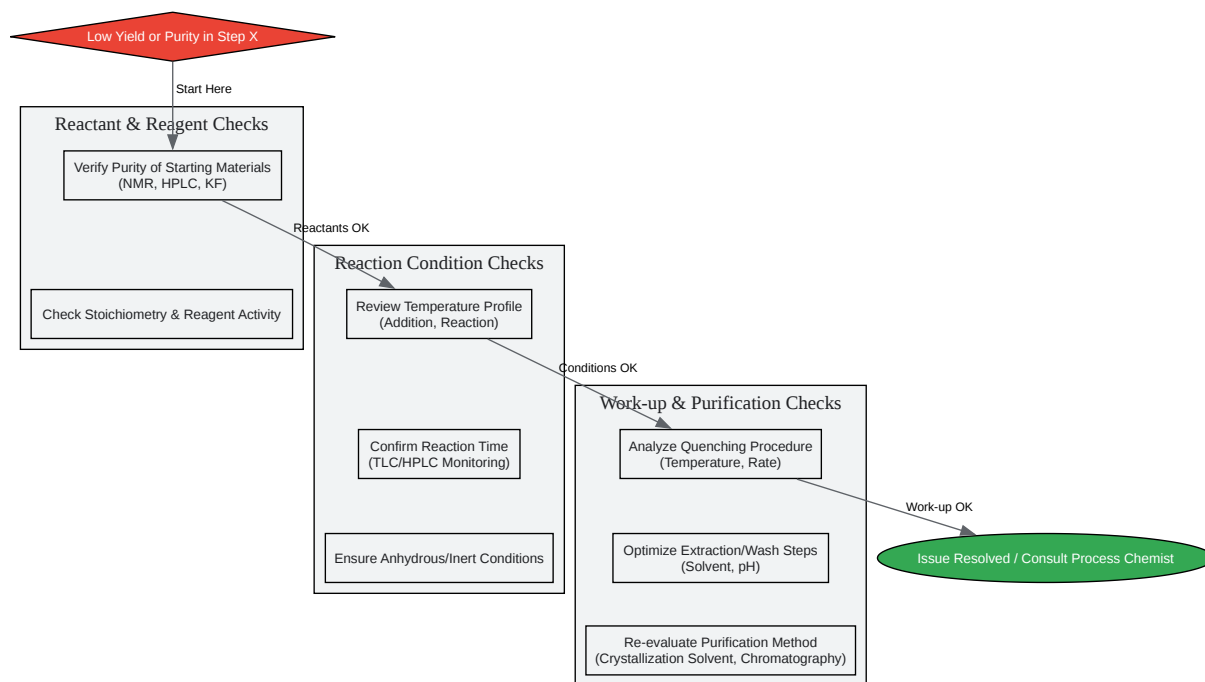 Low Yield or Purity in Step X
Start Here
Reactant & Reagent Checks
Verify Purity of Starting Materials
(NMR, HPLC, KF)
Reactants OK
Check Stoichiometry & Reagent Activity
Reaction Condition Checks
Review Temperature Profile
(Addition, Reaction)
Conditions OK
Confirm Reaction Time
(TLC/HPLC Monitoring)
Ensure Anhydrous/Inert Conditions
Work-up & Purification Checks
Analyze Quenching Procedure
(Temperature, Rate)
Work-up OK
Optimize Extraction/Wash Steps
(Solvent, pH)
Re-evaluate Purification Method
(Crystallization Solvent, Chromatography)
Issue Resolved / Consult Process Chemist